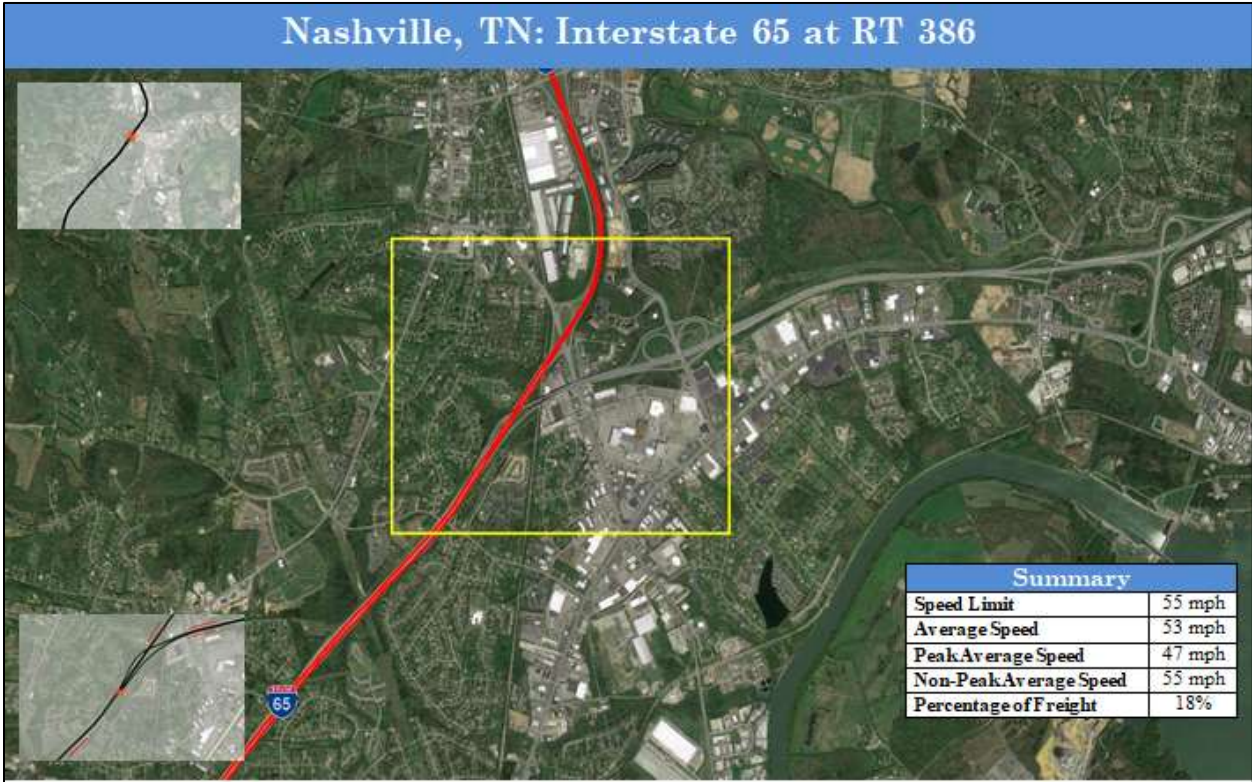 Nashville, TN: Interstate 65 at RT 386
65
Summary
Speed Limit 55 mph
Average Speed 53 mph
Peak Average Speed 47 mph
Non-Peak Average Speed 55 mph
Percentage of Freight 18%